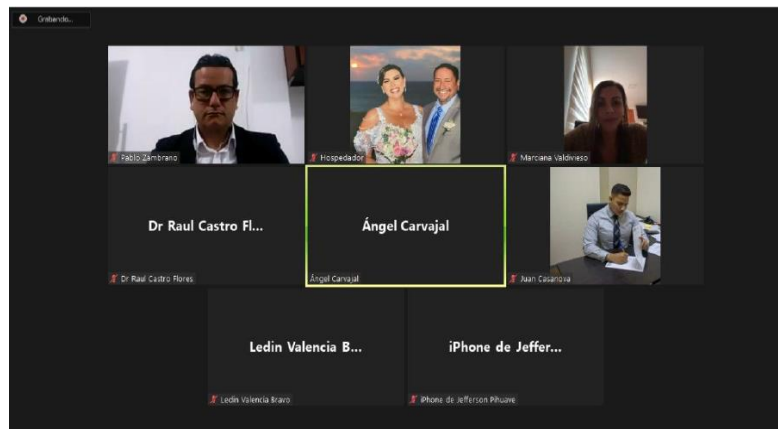 Grabando...
Pablo Zambrano
Hospedador
Marciana Valdivieso
Dr Raul Castro Fl...
Ángel Carvajal
Dr Raul Castro Flores
Ángel Carvajal
Juan Casanova
Ledin Valencia B...
iPhone de Jeffer...
Ledin Valencia Bravo
iPhone de Jefferson Pihuave